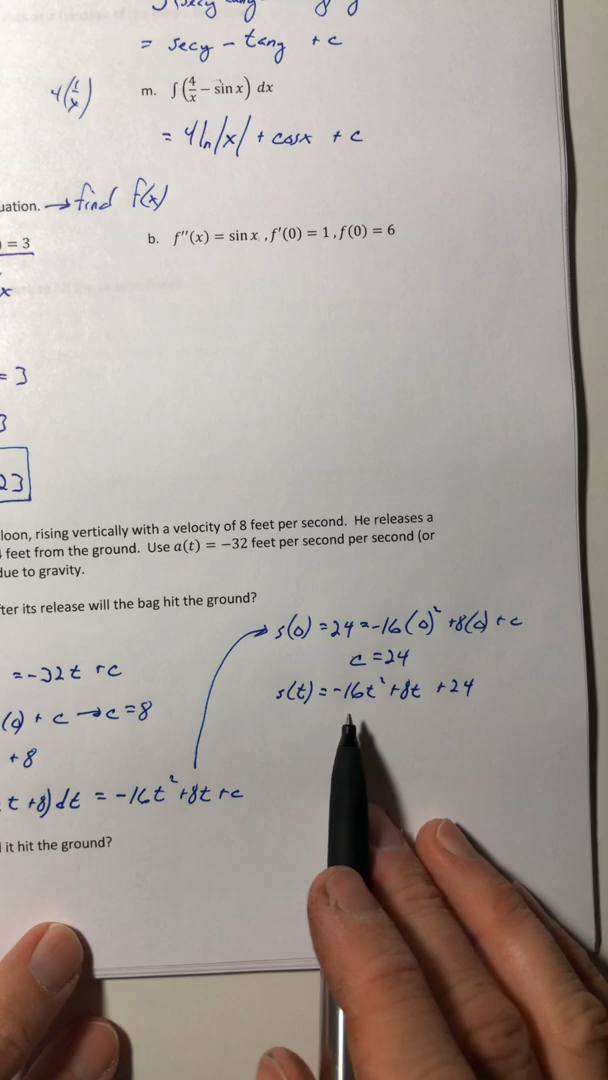 = secy - tany + c
4(1/x)
m. ∫(4/x − sin x) dx
= 4ln|x| + cosx + c
uation. → find f(x)
) = 3
b. f''(x) = sin x , f'(0) = 1 , f(0) = 6
x
= 3
3
23
loon, rising vertically with a velocity of 8 feet per second. He releases a
feet from the ground. Use a(t) = −32 feet per second per second (or
due to gravity.
ter its release will the bag hit the ground?
s(0) = 24 = -16(0)² + 8(0) + c
= -32t + c
c = 24
s(t) = -16t² + 8t + 24
(0) + c → c = 8
+ 8
t + 8) dt = -16t² + 8t + c
it hit the ground?